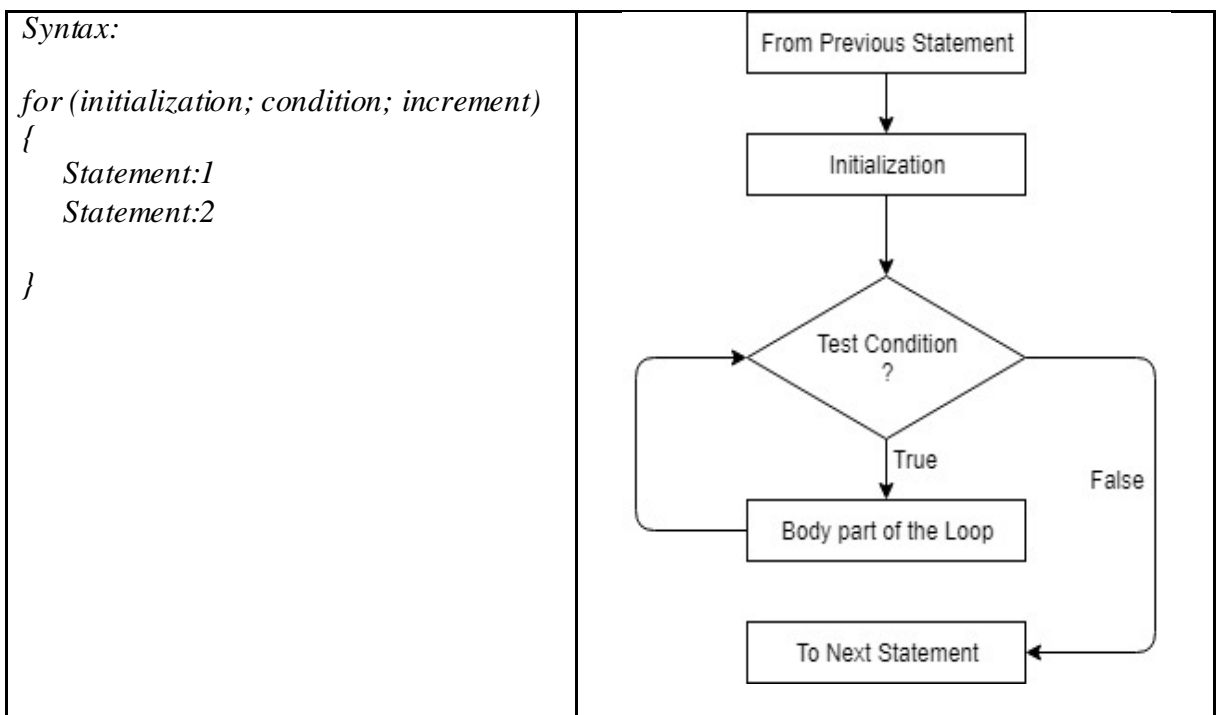 Syntax:
for (initialization; condition; increment)
{
Statement:1
Statement:2
}
From Previous Statement
Initialization
Test Condition
?
True
False
Body part of the Loop
To Next Statement